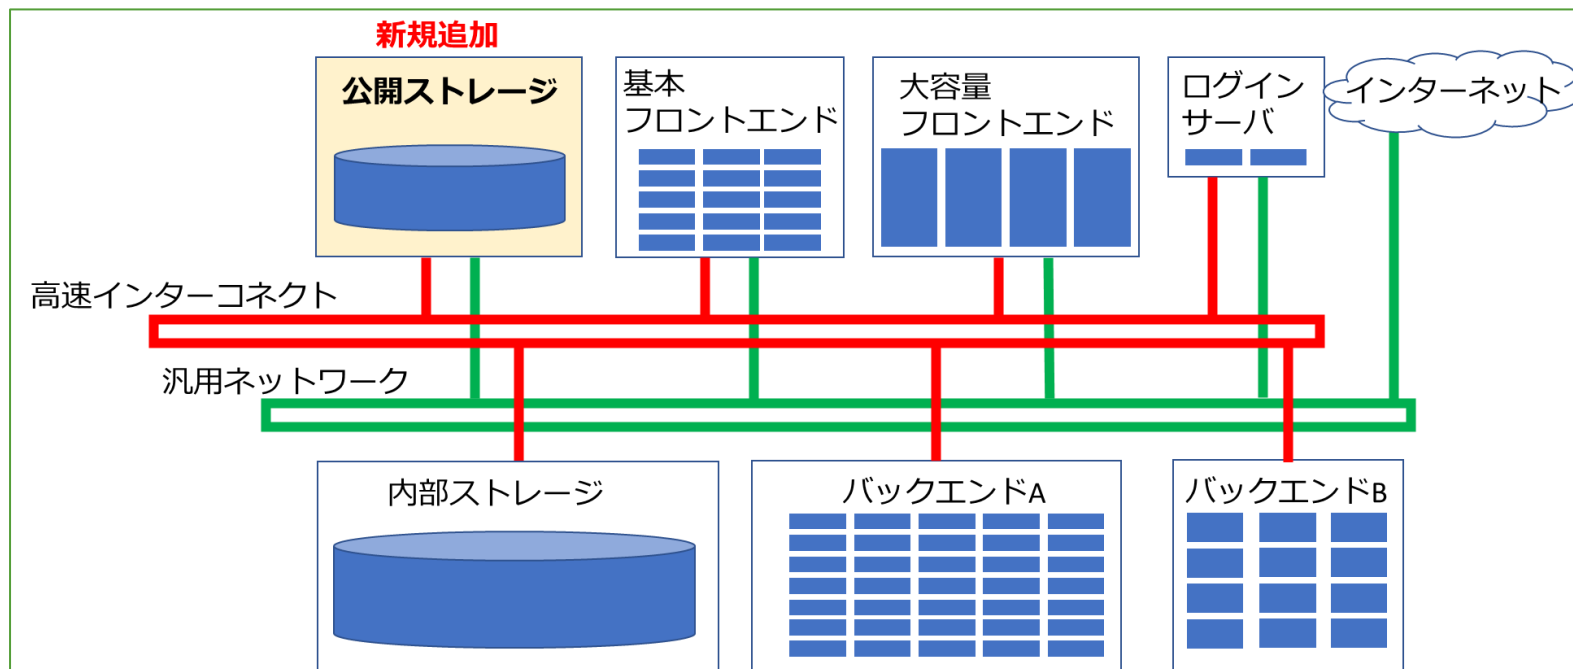 新規追加
公開ストレージ
基本
フロントエンド
大容量
フロントエンド
ログイン
サーバ
インターネット
高速インターコネクト
汎用ネットワーク
内部ストレージ
バックエンドA
バックエンドB